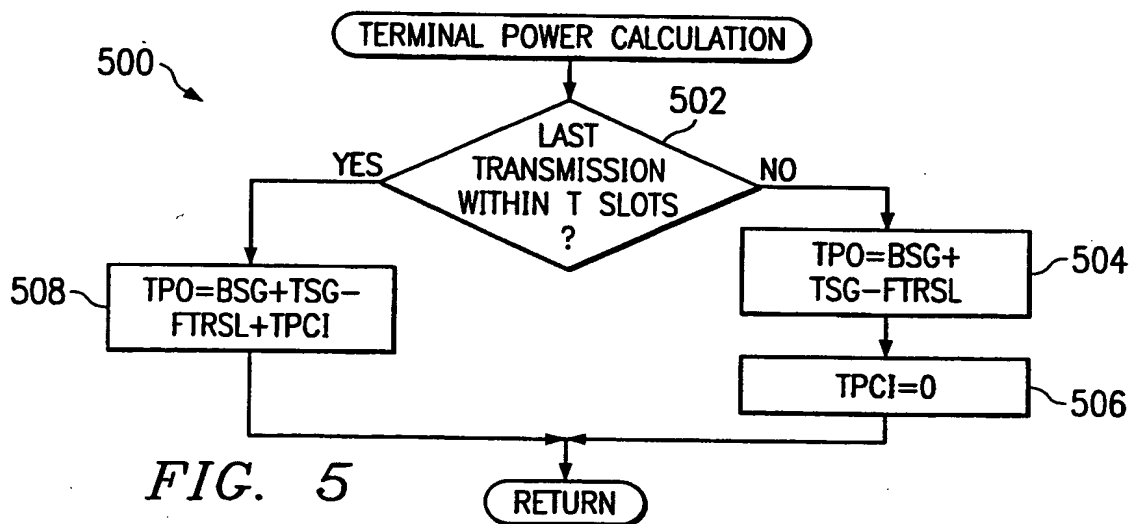 TERMINAL POWER CALCULATION
500
502
LAST
TRANSMISSION
WITHIN T SLOTS
?
YES
NO
508
TPO=BSG+TSG-
FTRSL+TPCI
TPO=BSG+
TSG-FTRSL
504
TPCI=0
506
FIG. 5
RETURN